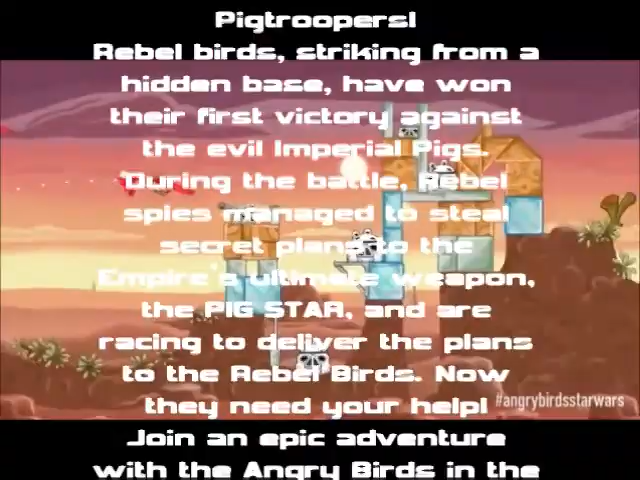 Pigtroopers!
Rebel birds, striking from a
hidden base, have won
their first victory against
the evil Imperial Pigs.
During the battle, Rebel
spies managed to steal
secret plans to the
Empire's ultimate weapon,
the PIG STAR, and are
racing to deliver the plans
to the Rebel Birds. Now
they need your help!
#angrybirdsstarwars
Join an epic adventure
with the Angry Birds in the